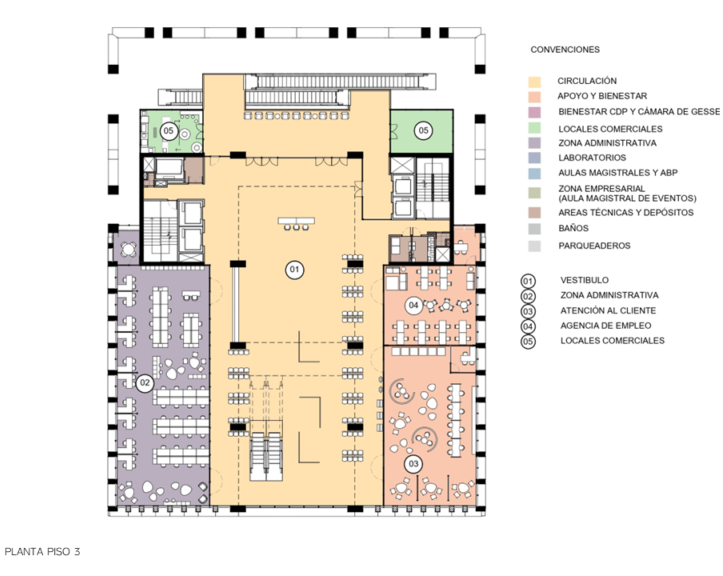 CONVENCIONES
CIRCULACIÓN
APOYO Y BIENESTAR
BIENESTAR CDP Y CÁMARA DE GESSE
LOCALES COMERCIALES
ZONA ADMINISTRATIVA
LABORATORIOS
AULAS MAGISTRALES Y ABP
ZONA EMPRESARIAL
(AULA MAGISTRAL DE EVENTOS)
AREAS TÉCNICAS Y DEPÓSITOS
BAÑOS
PARQUEADEROS
01 VESTIBULO
02 ZONA ADMINISTRATIVA
03 ATENCIÓN AL CLIENTE
04 AGENCIA DE EMPLEO
05 LOCALES COMERCIALES
05
05
01
04
02
03
PLANTA PISO 3